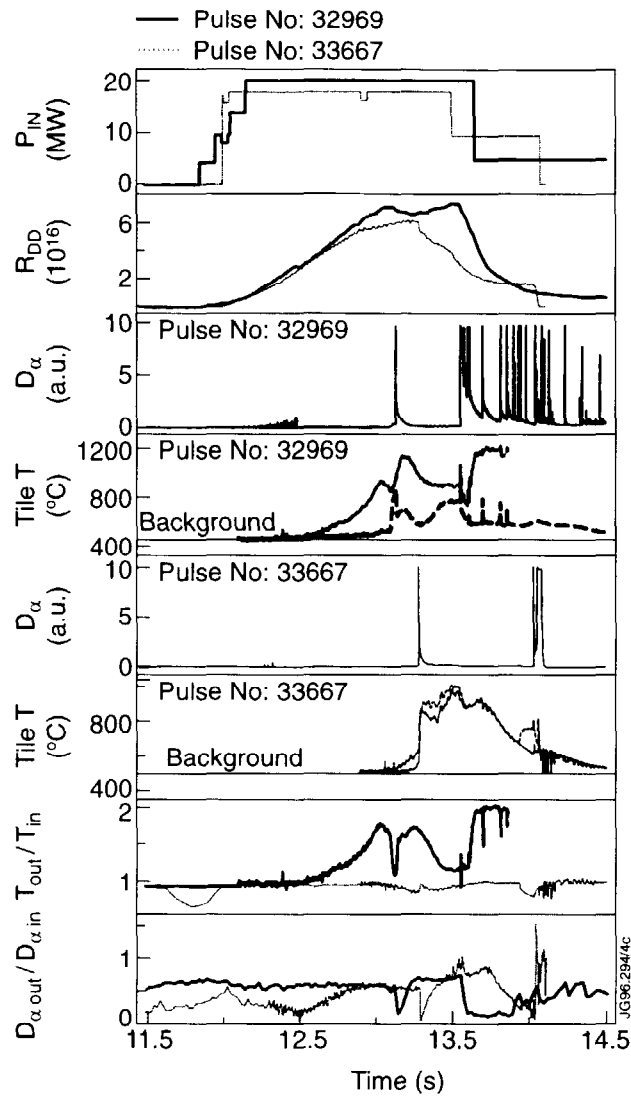 Pulse No: 32969
Pulse No: 33667
P_IN
(MW)
20
10
0
R_DD
(10^16)
6
2
Pulse No: 32969
D_α
(a.u.)
10
5
0
Pulse No: 32969
Tile T
(°C)
1200
800
400
Background
Pulse No: 33667
D_α
(a.u.)
10
5
0
Pulse No: 33667
Tile T
(°C)
800
400
Background
T_out / T_in
2
1
D_α out / D_α in
1
0
11.5 12.5 13.5 14.5
Time (s)
JG96.294/4c